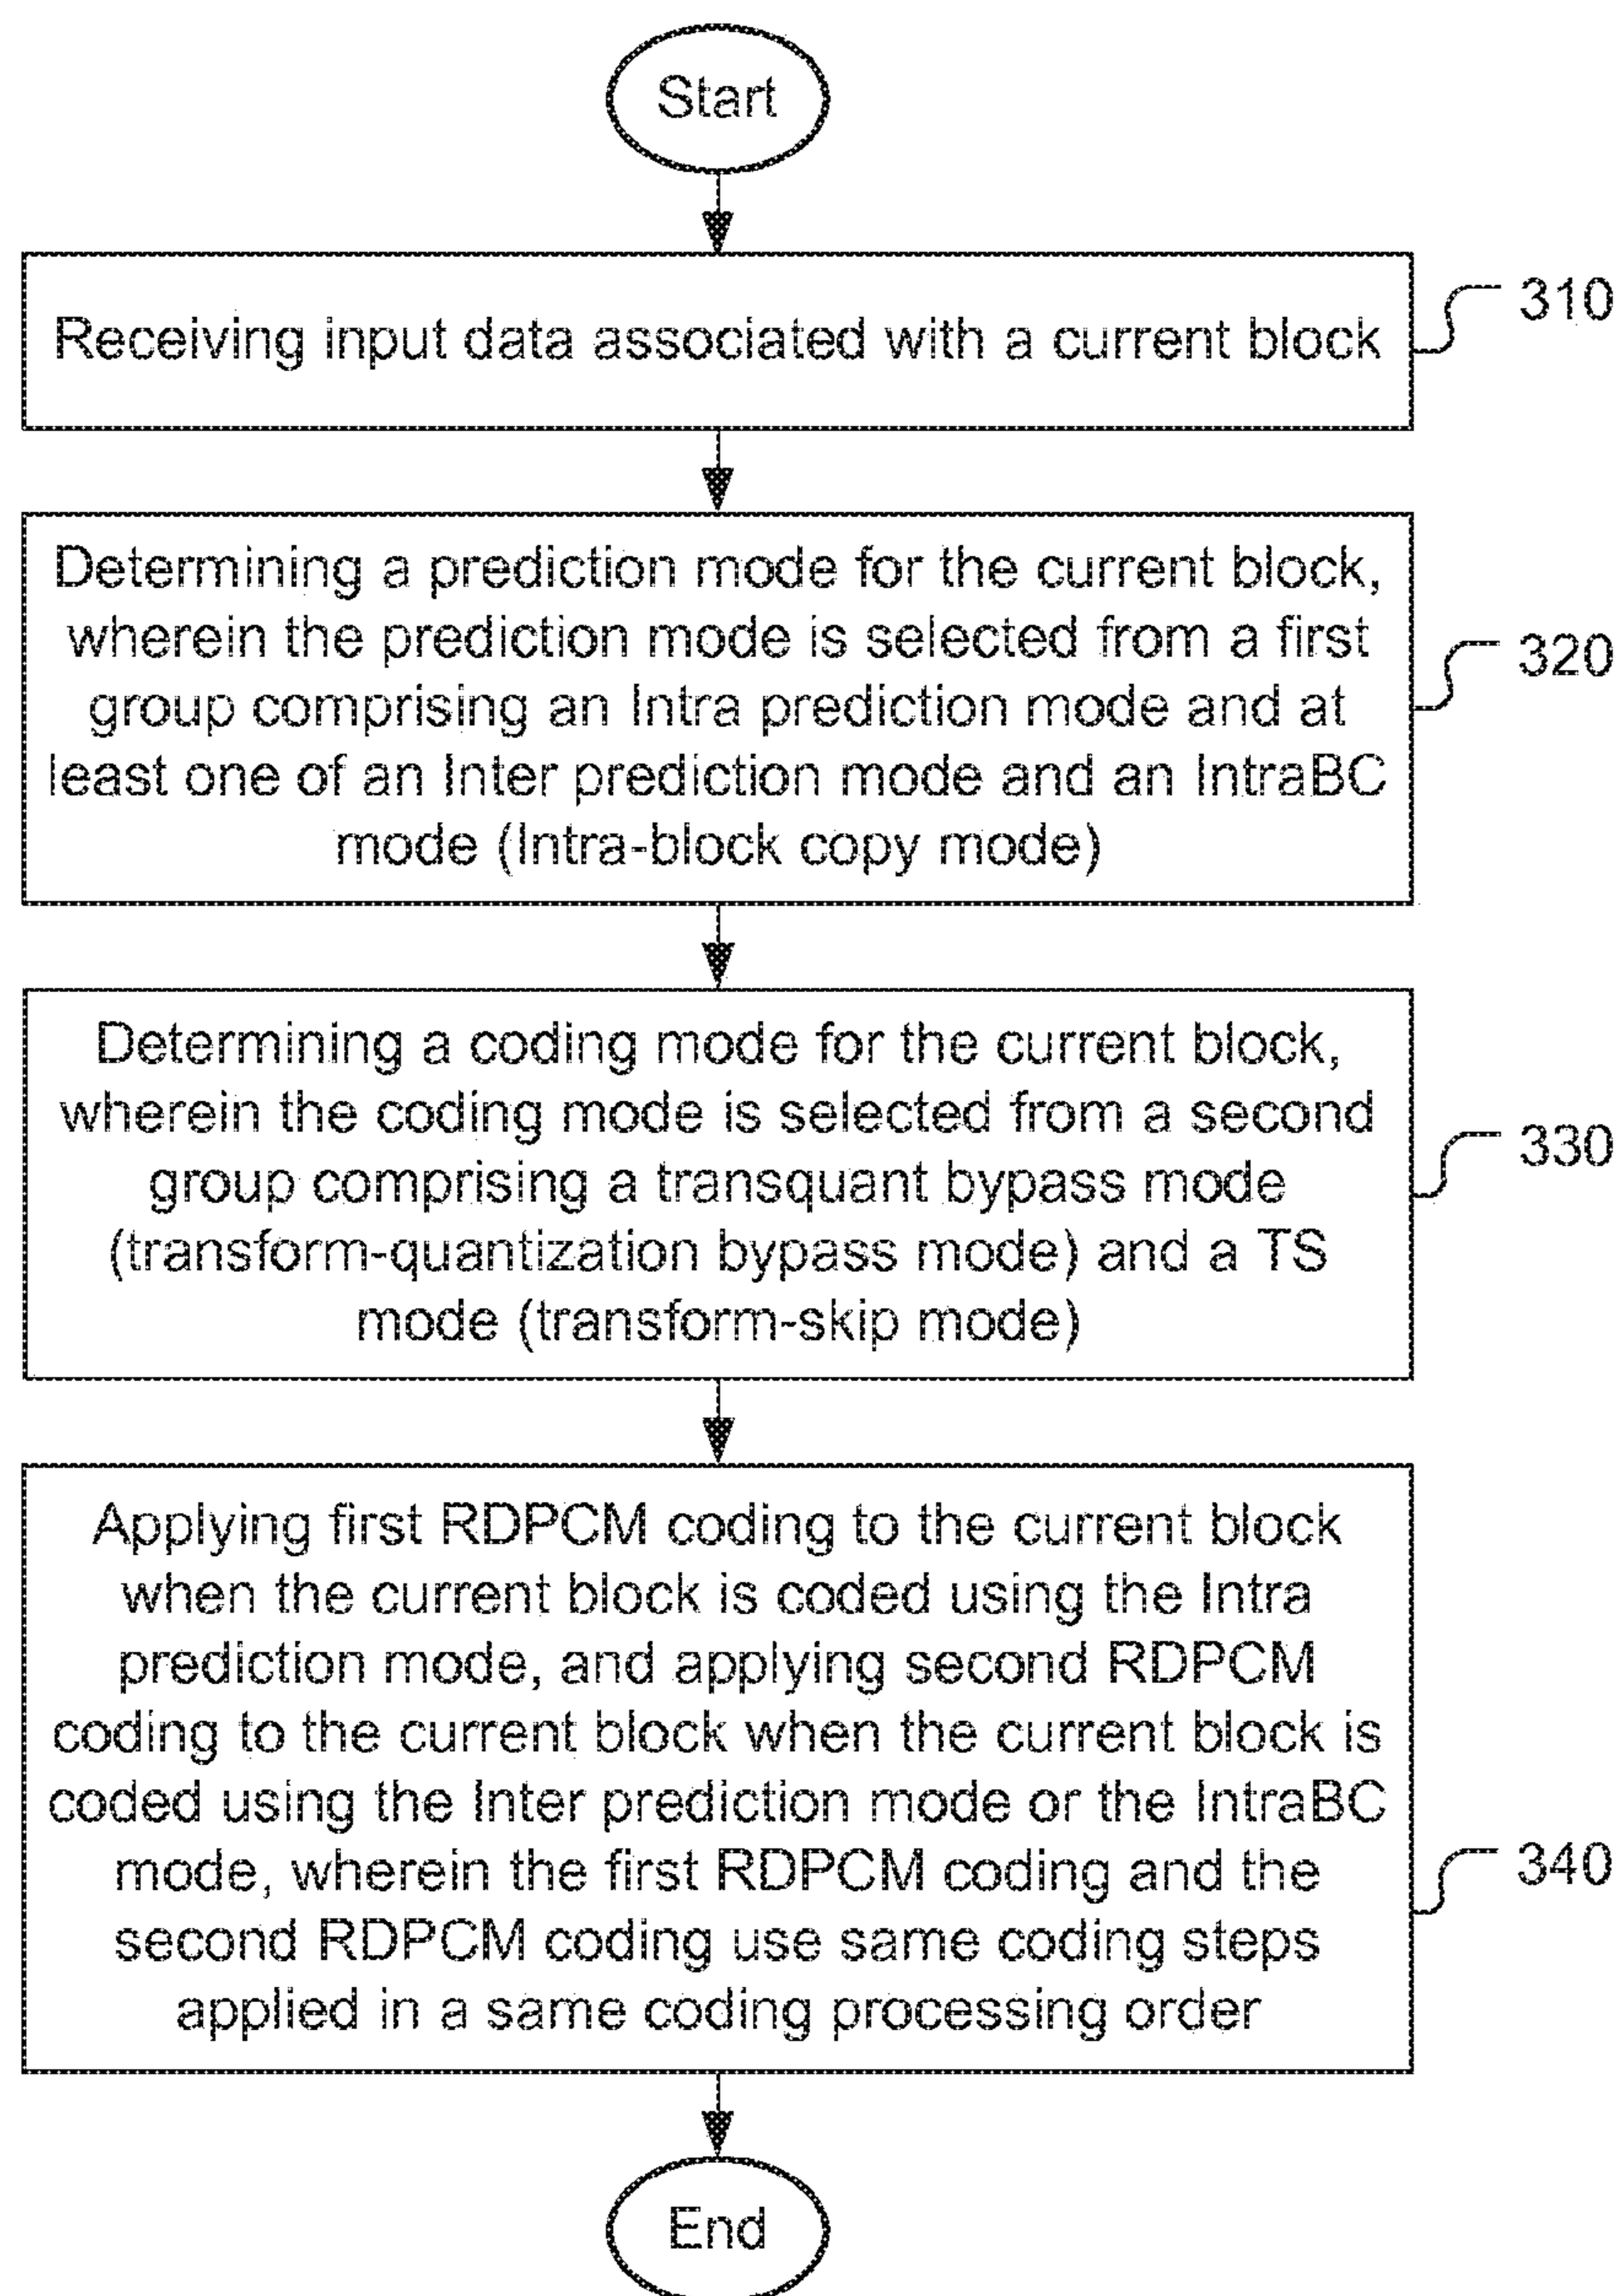 Start
Receiving input data associated with a current block
310
Determining a prediction mode for the current block,
wherein the prediction mode is selected from a first
group comprising an Intra prediction mode and at
least one of an Inter prediction mode and an IntraBC
mode (Intra-block copy mode)
320
Determining a coding mode for the current block,
wherein the coding mode is selected from a second
group comprising a transquant bypass mode
(transform-quantization bypass mode) and a TS
mode (transform-skip mode)
330
Applying first RDPCM coding to the current block
when the current block is coded using the Intra
prediction mode, and applying second RDPCM
coding to the current block when the current block is
coded using the Inter prediction mode or the IntraBC
mode, wherein the first RDPCM coding and the
second RDPCM coding use same coding steps
applied in a same coding processing order
340
End